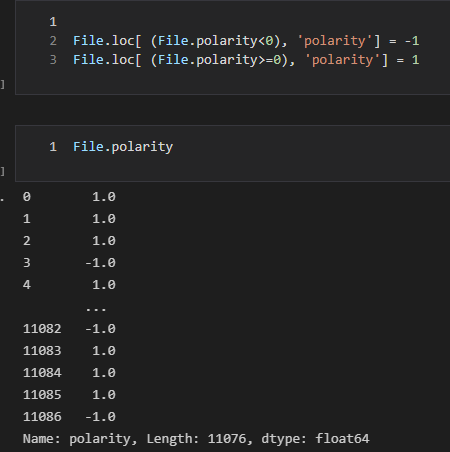 1
2 File.loc[ (File.polarity<0), 'polarity'] = -1
3 File.loc[ (File.polarity>=0), 'polarity'] = 1
]
1 File.polarity
]
. 0 1.0
1 1.0
2 1.0
3 -1.0
4 1.0
...
11082 -1.0
11083 1.0
11084 1.0
11085 1.0
11086 -1.0
Name: polarity, Length: 11076, dtype: float64